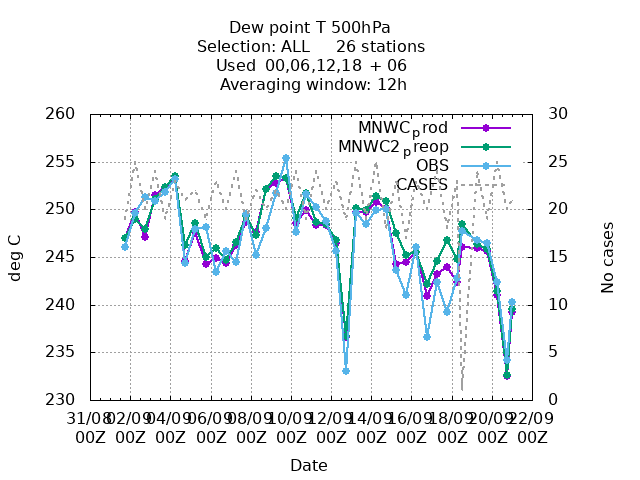 Dew point T 500hPa
Selection: ALL 26 stations
Used 00,06,12,18 + 06
Averaging window: 12h
260
255
250
245
240
235
230
deg C
30
25
20
15
10
5
0
No cases
MNWCprod
MNWC2preop
OBS
CASES
31/08 02/09 04/09 06/09 08/09 10/09 12/09 14/09 16/09 18/09 20/09 22/09
00Z 00Z 00Z 00Z 00Z 00Z 00Z 00Z 00Z 00Z 00Z 00Z
Date